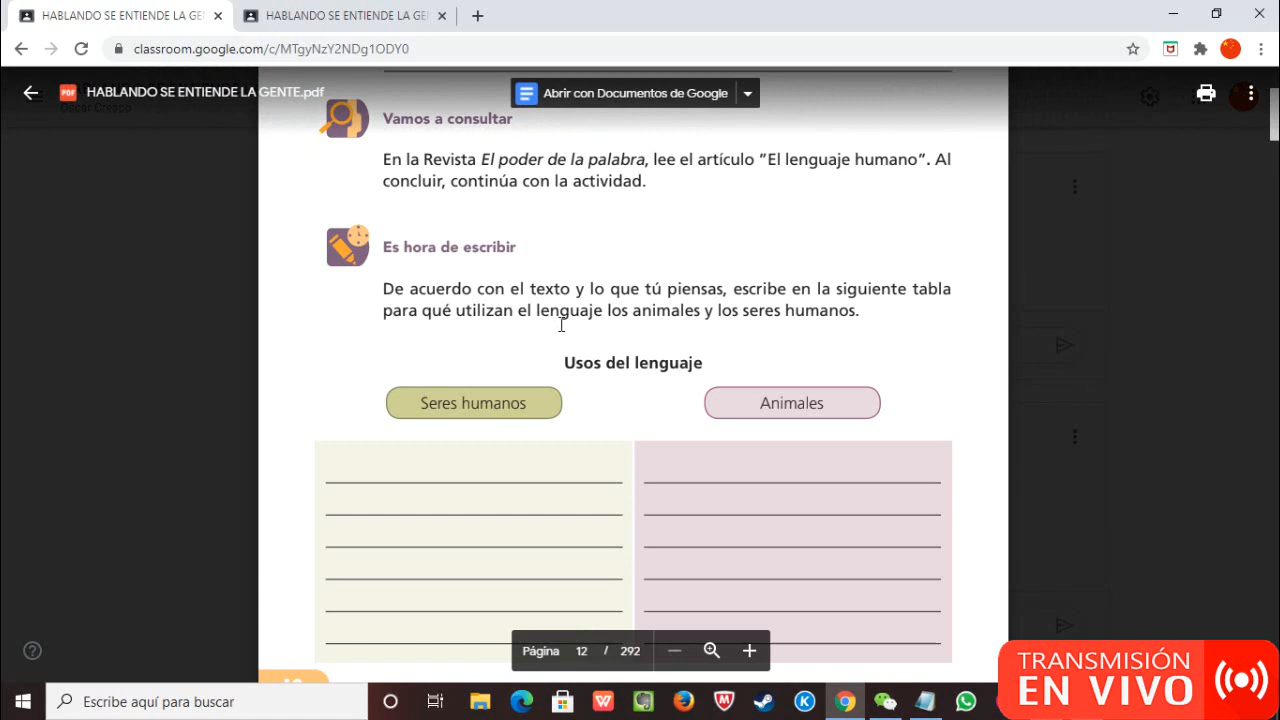 HABLANDO SE ENTIENDE LA GE
HABLANDO SE ENTIENDE LA GE
classroom.google.com/c/MTgyNzY2NDg1ODY0
PDF
HABLANDO SE ENTIENDE LA GENTE.pdf
Abrir con Documentos de Google
Oscar Crespo
Vamos a consultar
En la Revista El poder de la palabra, lee el artículo "El lenguaje humano". Al
concluir, continúa con la actividad.
Es hora de escribir
De acuerdo con el texto y lo que tú piensas, escribe en la siguiente tabla
para qué utilizan el lenguaje los animales y los seres humanos.
Usos del lenguaje
Seres humanos
Animales
Página 12 / 292
TRANSMISIÓN
EN VIVO
Escribe aquí para buscar